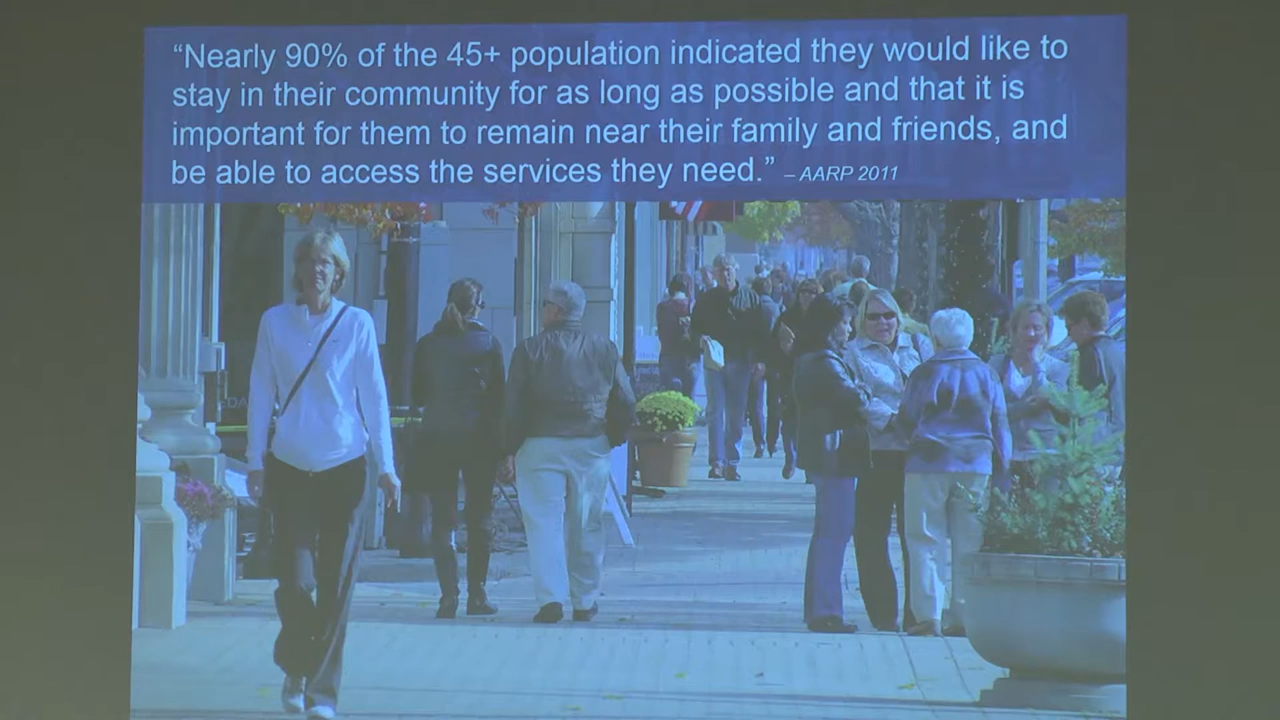 “Nearly 90% of the 45+ population indicated they would like to
stay in their community for as long as possible and that it is
important for them to remain near their family and friends, and
be able to access the services they need.” – AARP 2011